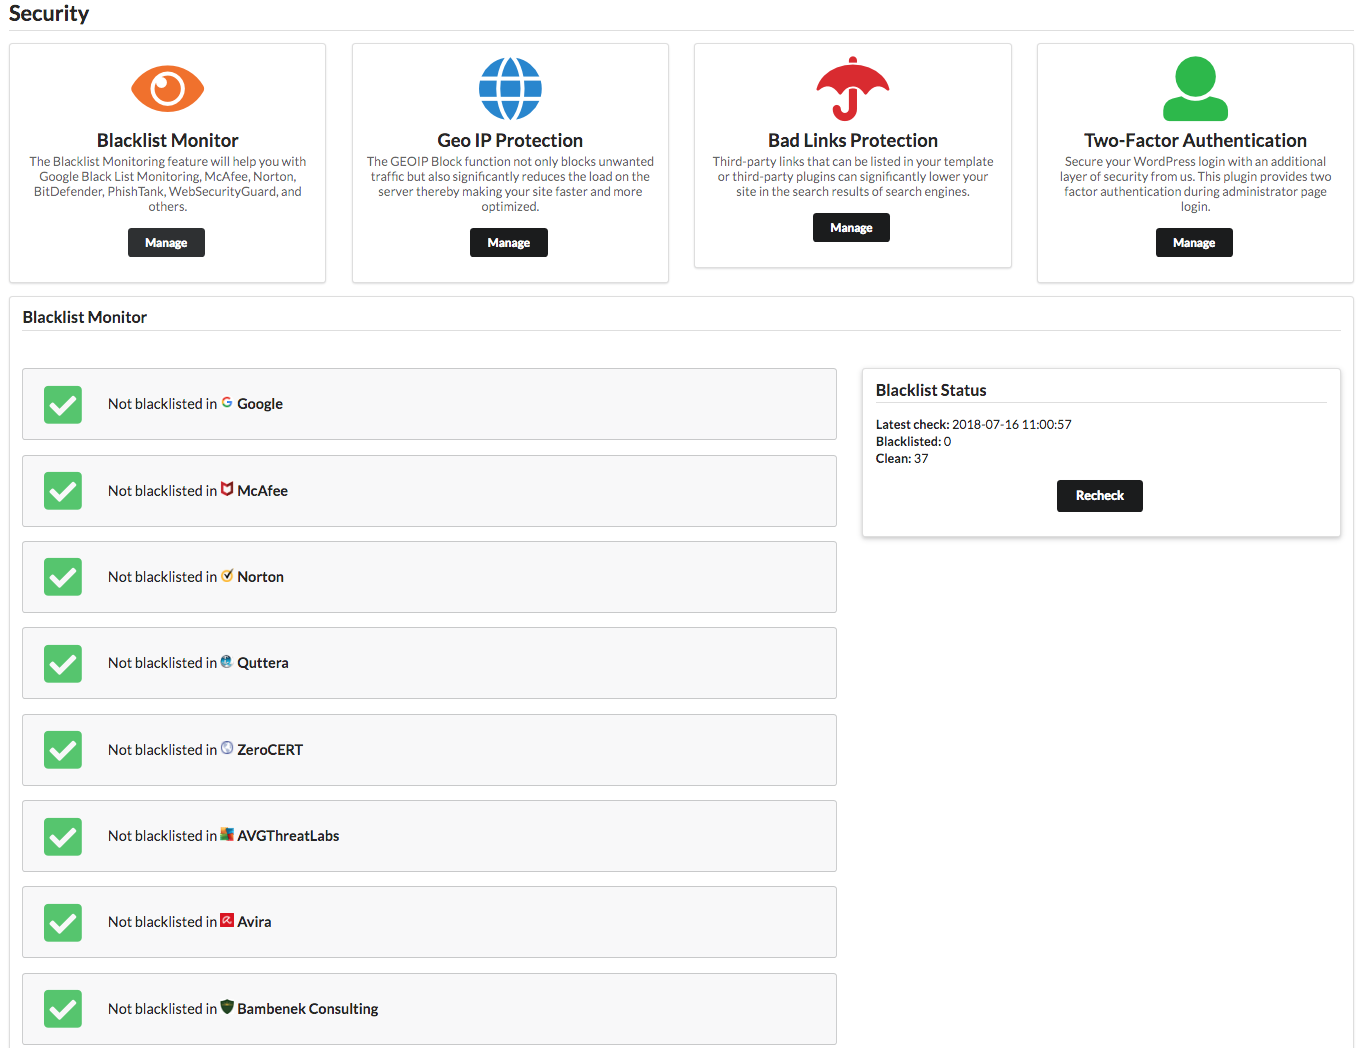 Security
Blacklist Monitor
The Blacklist Monitoring feature will help you with
Google Black List Monitoring, McAfee, Norton,
BitDefender, PhishTank, WebSecurityGuard, and
others.
Manage
Geo IP Protection
The GEOIP Block function not only blocks unwanted
traffic but also significantly reduces the load on the
server thereby making your site faster and more
optimized.
Manage
Bad Links Protection
Third-party links that can be listed in your template
or third-party plugins can significantly lower your
site in the search results of search engines.
Manage
Two-Factor Authentication
Secure your WordPress login with an additional
layer of security from us. This plugin provides two
factor authentication during administrator page
login.
Manage
Blacklist Monitor
Not blacklisted in Google
Not blacklisted in McAfee
Not blacklisted in Norton
Not blacklisted in Quttera
Not blacklisted in ZeroCERT
Not blacklisted in AVGThreatLabs
Not blacklisted in Avira
Not blacklisted in Bambenek Consulting
Blacklist Status
Latest check: 2018-07-16 11:00:57
Blacklisted: 0
Clean: 37
Recheck